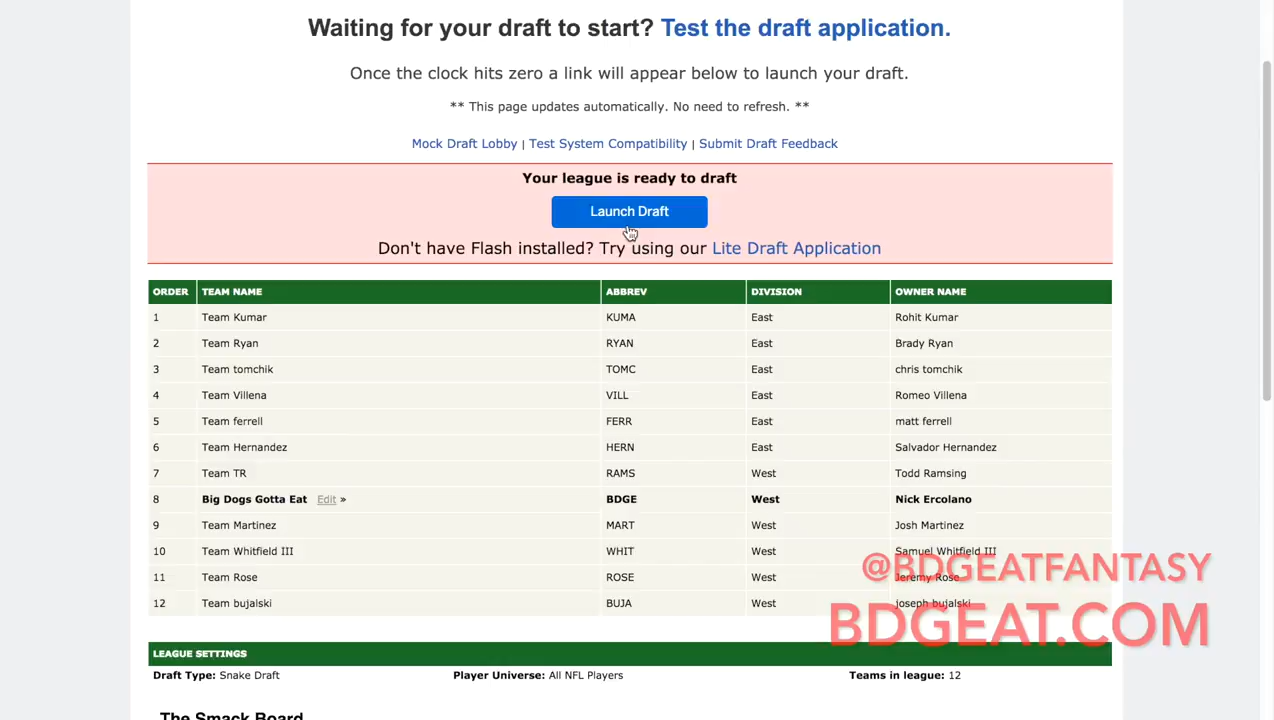 Waiting for your draft to start? Test the draft application.
Once the clock hits zero a link will appear below to launch your draft.
** This page updates automatically. No need to refresh. **
Mock Draft Lobby | Test System Compatibility | Submit Draft Feedback
Your league is ready to draft
Launch Draft
Don't have Flash installed? Try using our Lite Draft Application
ORDER TEAM NAME ABBREV DIVISION OWNER NAME
1 Team Kumar KUMA East Rohit Kumar
2 Team Ryan RYAN East Brady Ryan
3 Team tomchik TOMC East chris tomchik
4 Team Villena VILL East Romeo Villena
5 Team ferrell FERR East matt ferrell
6 Team Hernandez HERN East Salvador Hernandez
7 Team TR RAMS West Todd Ramsing
8 Big Dogs Gotta Eat Edit » BDGE West Nick Ercolano
9 Team Martinez MART West Josh Martinez
10 Team Whitfield III WHIT West Samuel Whitfield III
@BDGEATFANTASY
11 Team Rose ROSE West Jeremy Rose
12 Team bujalski BUJA West joseph bujalski
BDGEAT.COM
LEAGUE SETTINGS
Draft Type: Snake Draft Player Universe: All NFL Players Teams in league: 12
The Smack Board